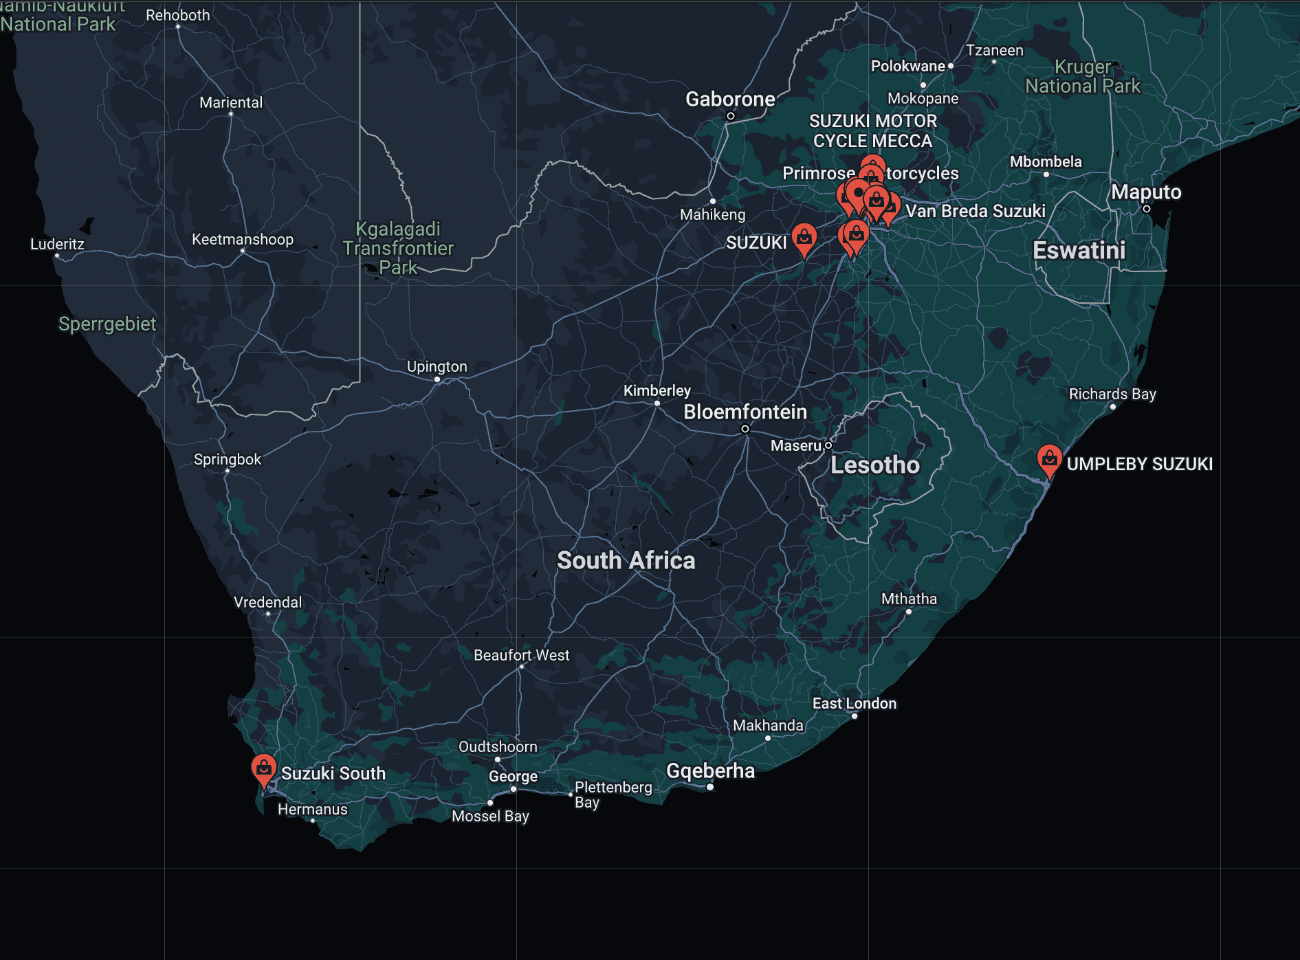 Namib-Naukluft
National Park
Rehoboth
Tzaneen
Polokwane
Kruger
National Park
Mokopane
Gaborone
Mariental
SUZUKI MOTOR
CYCLE MECCA
Mbombela
Primrose
torcycles
Maputo
Mahikeng
Van Breda Suzuki
Kgalagadi
Transfrontier
Park
Keetmanshoop
Luderitz
SUZUKI
Eswatini
Sperrgebiet
Upington
Kimberley
Richards Bay
Bloemfontein
Maseru
Lesotho
Springbok
UMPLEBY SUZUKI
South Africa
Vredendal
Mthatha
Beaufort West
East London
Makhanda
Oudtshoorn
Suzuki South
George
Gqeberha
Plettenberg
Bay
Hermanus
Mossel Bay